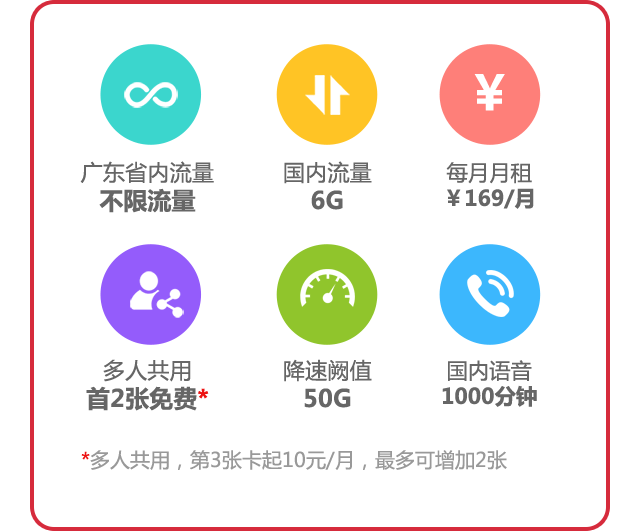 ¥
广东省内流量
国内流量
每月月租
不限流量
6G
￥169/月
多人共用
降速阙值
国内语音
首2张免费*
50G
1000分钟
*多人共用，第3张卡起10元/月，最多可增加2张